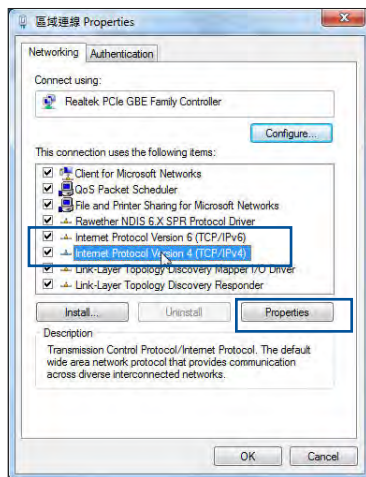 區域連線 Properties
Networking Authentication
Connect using:
Realtek PCIe GBE Family Controller
Configure...
This connection uses the following items:
Client for Microsoft Networks
QoS Packet Scheduler
File and Printer Sharing for Microsoft Networks
Rawether NDIS 6.X SPR Protocol Driver
Internet Protocol Version 6 (TCP/IPv6)
Internet Protocol Version 4 (TCP/IPv4)
Link-Layer Topology Discovery Mapper I/O Driver
Link-Layer Topology Discovery Responder
Install... Uninstall Properties
Description
Transmission Control Protocol/Internet Protocol. The default
wide area network protocol that provides communication
across diverse interconnected networks.
OK Cancel